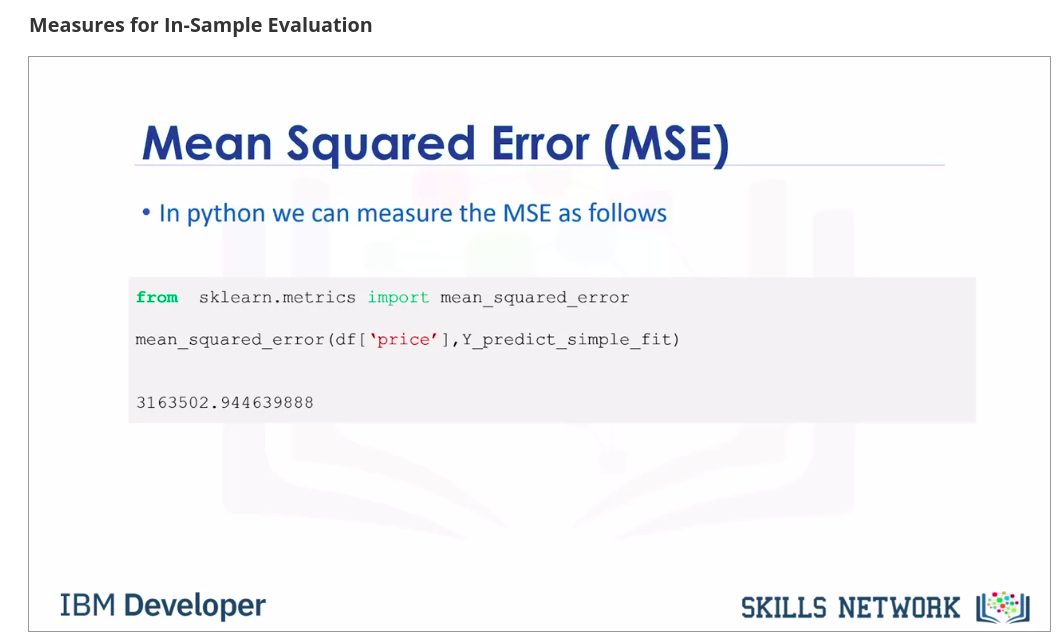 Measures for In-Sample Evaluation
Mean Squared Error (MSE)
• In python we can measure the MSE as follows
from  sklearn.metrics import mean_squared_error
mean_squared_error(df[‘price’],Y_predict_simple_fit)
3163502.944639888
IBM Developer
SKILLS NETWORK